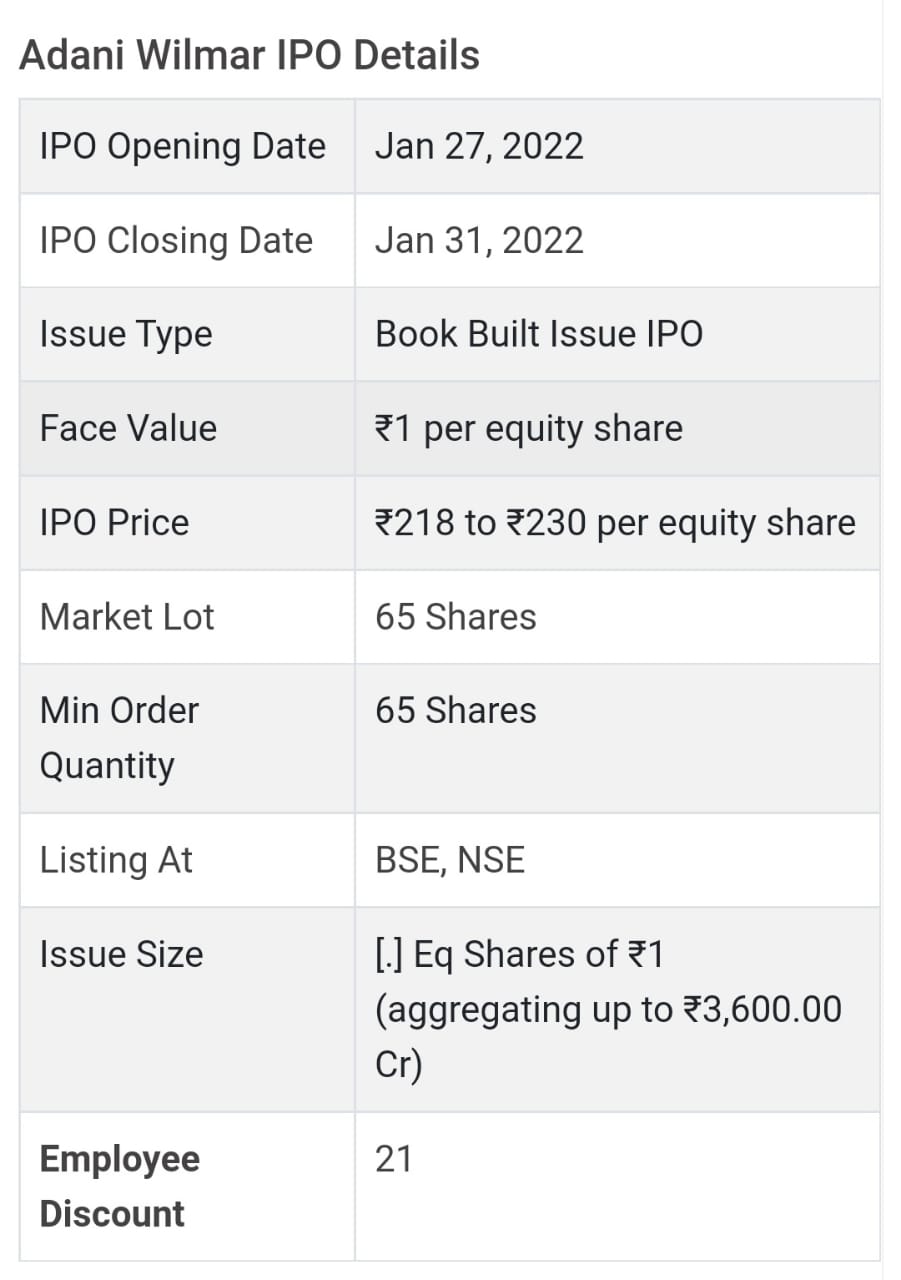 Adani Wilmar IPO Details
IPO Opening Date Jan 27, 2022
IPO Closing Date Jan 31, 2022
Issue Type Book Built Issue IPO
Face Value ₹1 per equity share
IPO Price ₹218 to ₹230 per equity share
Market Lot 65 Shares
Min Order 65 Shares
Quantity
Listing At BSE, NSE
Issue Size [.] Eq Shares of ₹1
(aggregating up to ₹3,600.00
Cr)
Employee 21
Discount